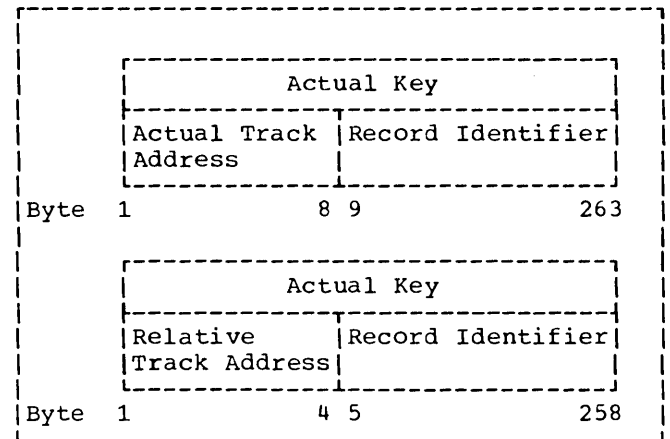 Actual Key
Actual Track Record Identifier
Address
Byte 1 8 9 263
Actual Key
Relative Record Identifier
Track Address
Byte 1 4 5 258